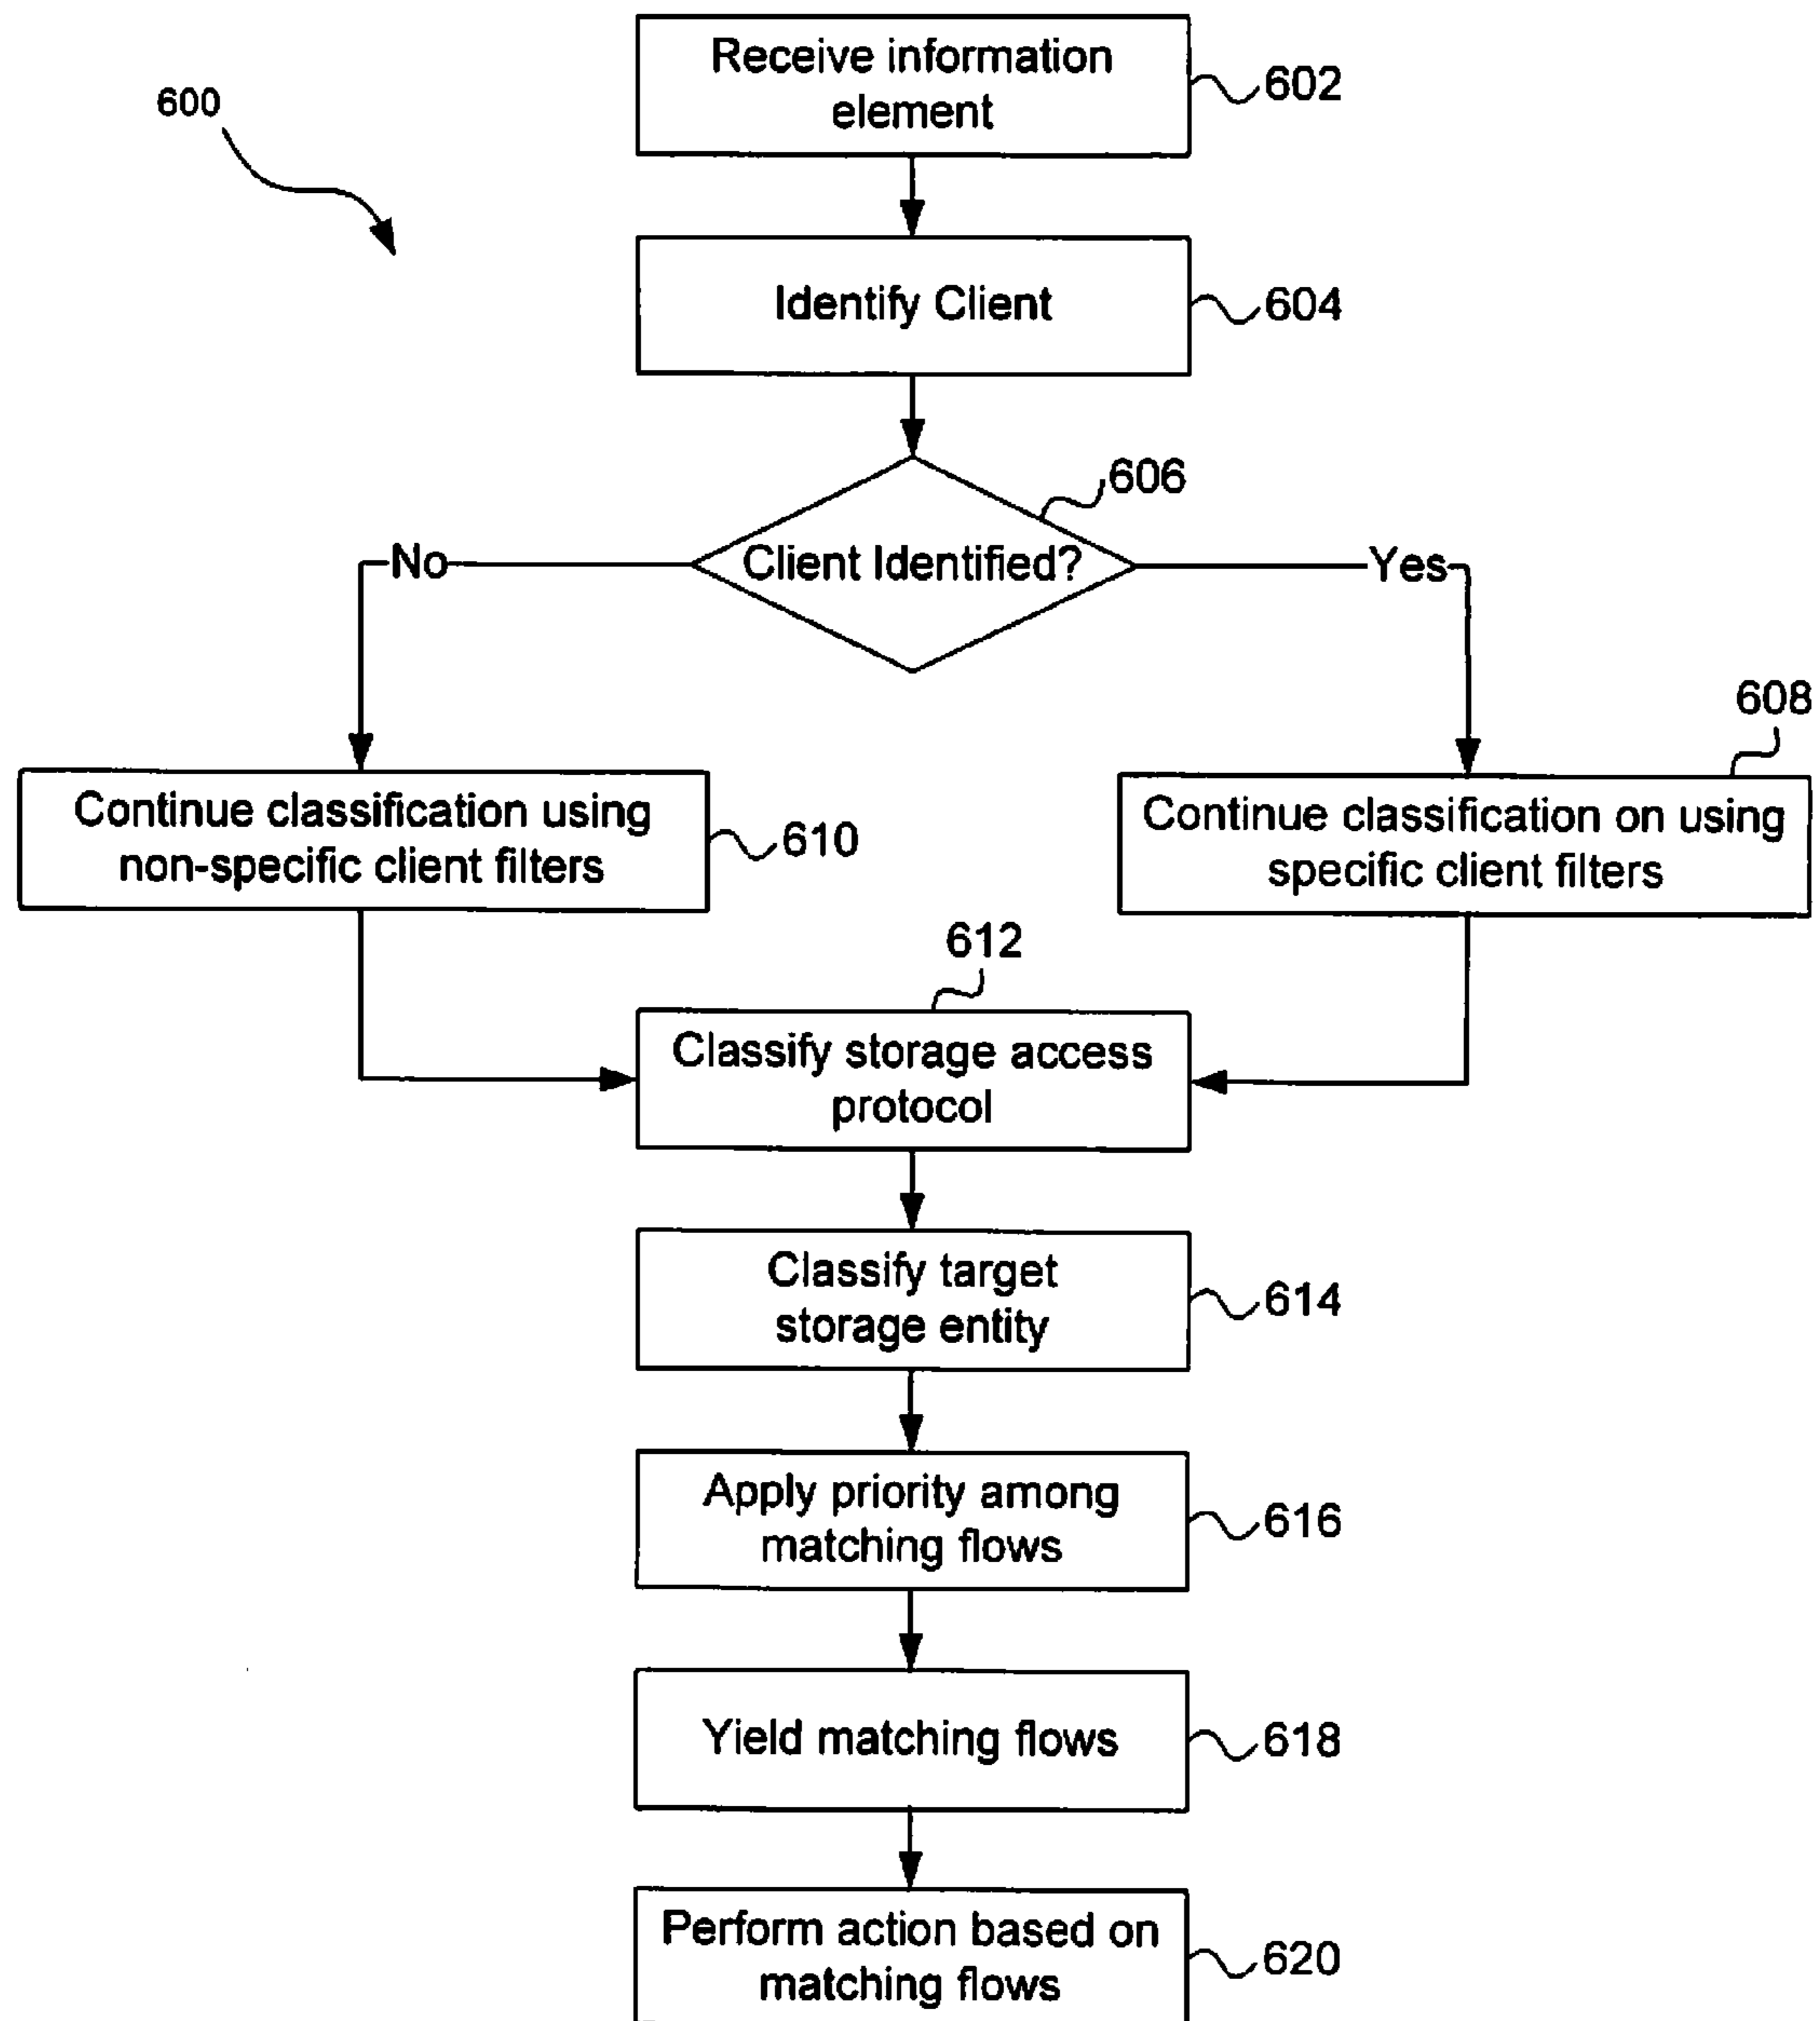 600
Receive information
element
602
Identify Client
604
606
Client Identified?
No
Yes
608
Continue classification using
non-specific client filters
610
Continue classification on using
specific client filters
612
Classify storage access
protocol
Classify target
storage entity
614
Apply priority among
matching flows
616
Yield matching flows
618
Perform action based on
matching flows
620